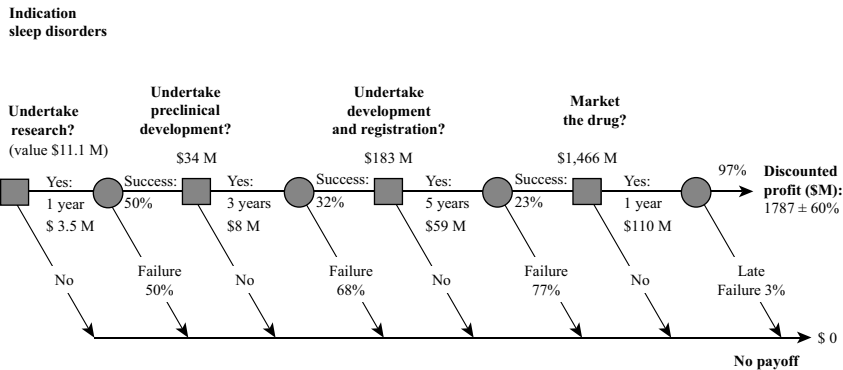 Indication
sleep disorders
Undertake
research?
(value $11.1 M)
Undertake
preclinical
development?
$34 M
Undertake
development
and registration?
$183 M
Market
the drug?
$1,466 M
Yes:
1 year
$ 3.5 M
Success:
50%
Yes:
3 years
$8 M
Success:
32%
Yes:
5 years
$59 M
Success:
23%
Yes:
1 year
$110 M
97%
Discounted
profit ($M):
1787 ± 60%
No
Failure
50%
No
Failure
68%
No
Failure
77%
No
Late
Failure 3%
$ 0
No payoff